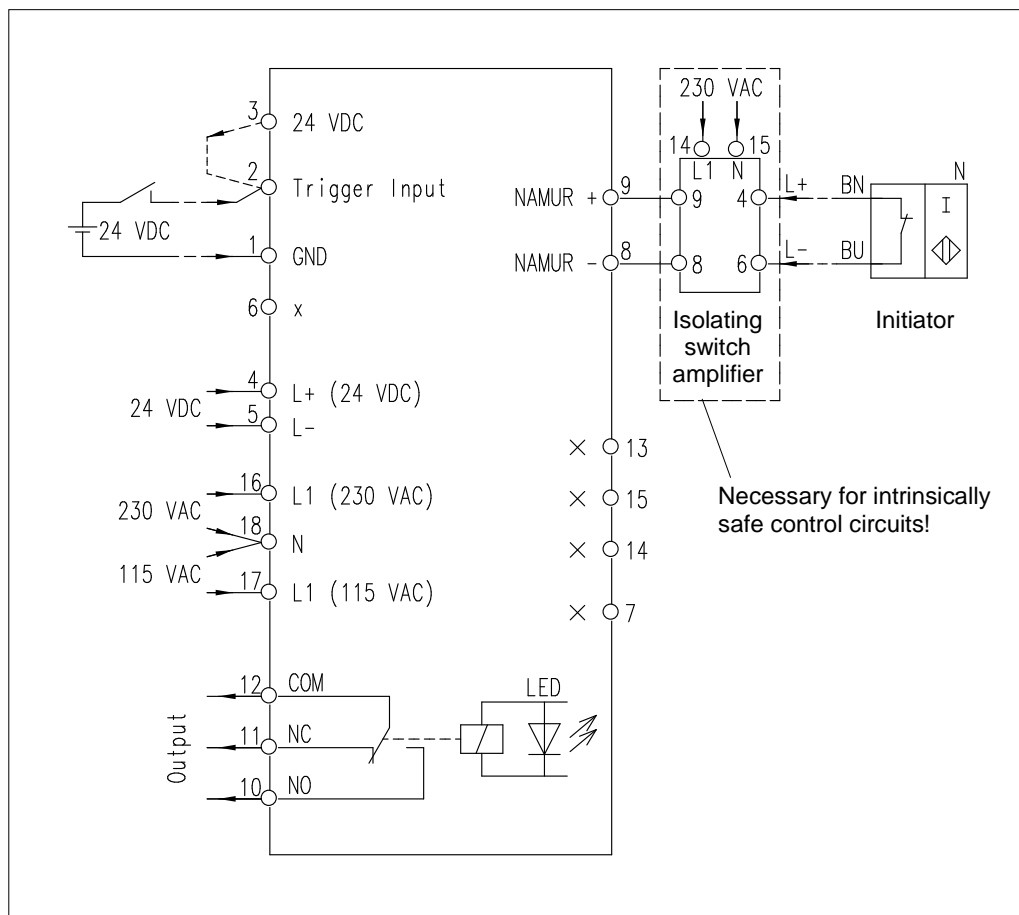 3
24 VDC
2
Trigger Input
24 VDC
1
GND
6
x
4
L+ (24 VDC)
24 VDC
5
L-
16
L1 (230 VAC)
230 VAC
18
N
115 VAC
17
L1 (115 VAC)
12
COM
11
NC
10
NO
Output
LED
NAMUR +
9
NAMUR -
8
× 13
× 15
× 14
× 7
230 VAC
14
15
L1 N
9
4
8
6
L+
BN
L-
BU
N
I
Isolating
switch
amplifier
Initiator
Necessary for intrinsically
safe control circuits!